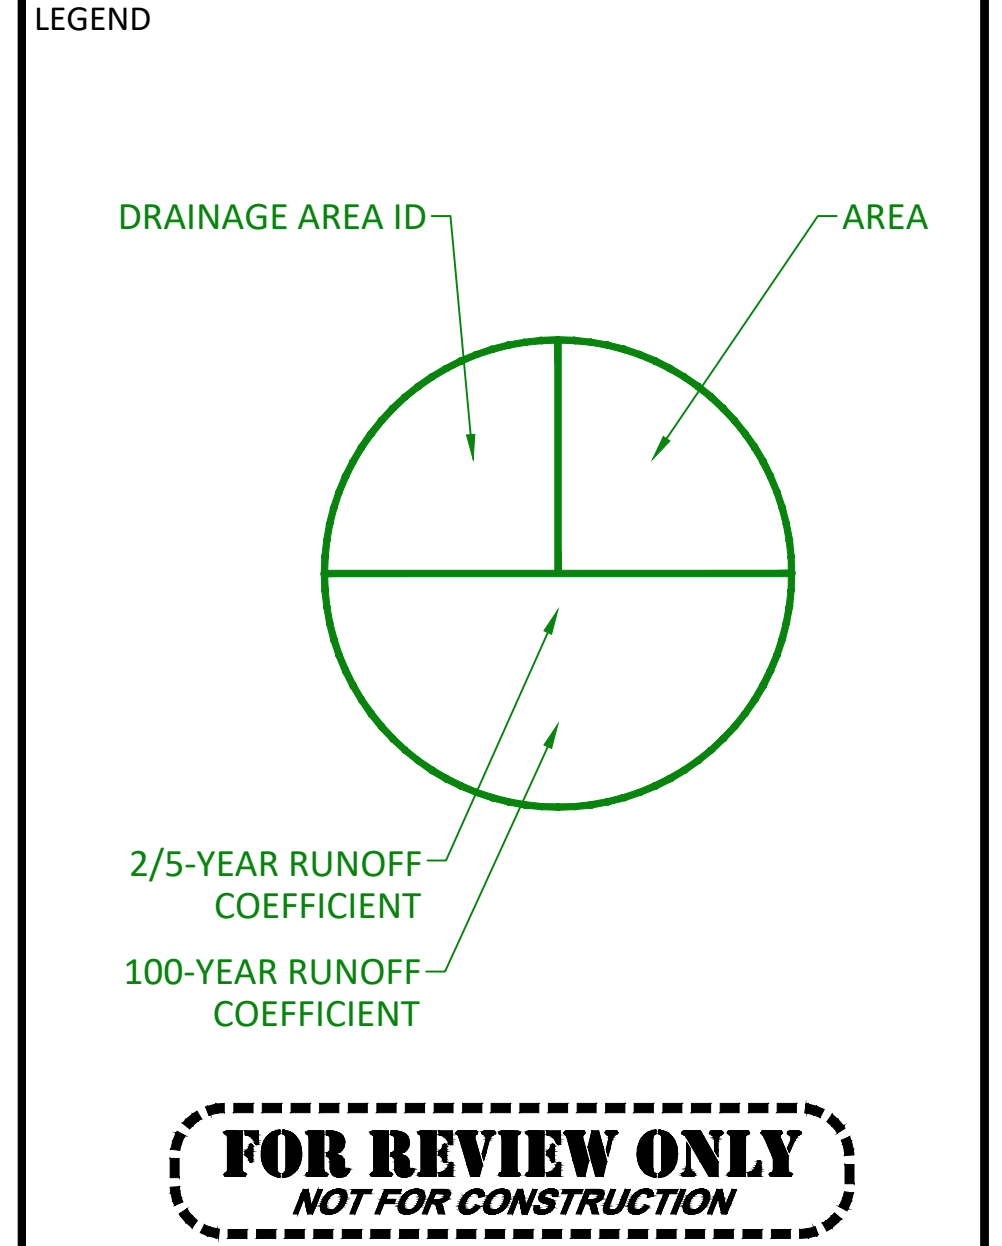 LEGEND
DRAINAGE AREA ID
AREA
2/5-YEAR RUNOFF
COEFFICIENT
100-YEAR RUNOFF
COEFFICIENT
FOR REVIEW ONLY
NOT FOR CONSTRUCTION